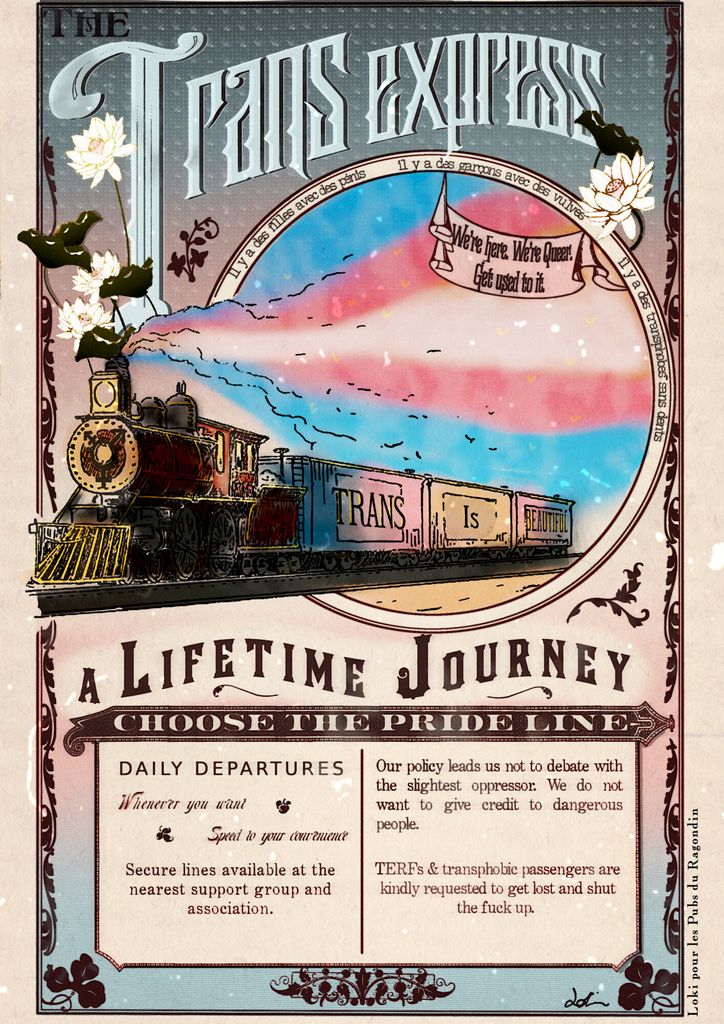 THE
Trans express
il y a des filles avec des pénis
il y a des garçons avec des vulves
il y a des transphobes sans dents
We're here. We're Queer.
Get used to it.
TRANS
Is
BEAUTIFUL
A LIFETIME JOURNEY
CHOOSE THE PRIDE LINE
DAILY DEPARTURES
Whenever you want
Speed to your convenience
Secure lines available at the
nearest support group and
association.
Our policy leads us not to debate with
the slightest oppressor. We do not
want to give credit to dangerous
people.
TERFs & transphobic passengers are
kindly requested to get lost and shut
the fuck up.
Loki pour les Pubs du Ragondin